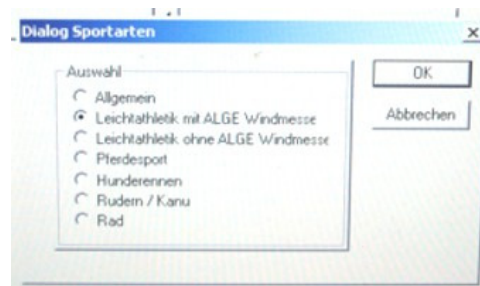 Dialog Sportarten
Auswahl
Allgemein
Leichtathletik mit ALGE Windmesse
Leichtathletik ohne ALGE Windmesse
Pferdesport
Hunderennen
Rudern / Kanu
Rad
OK
Abbrechen